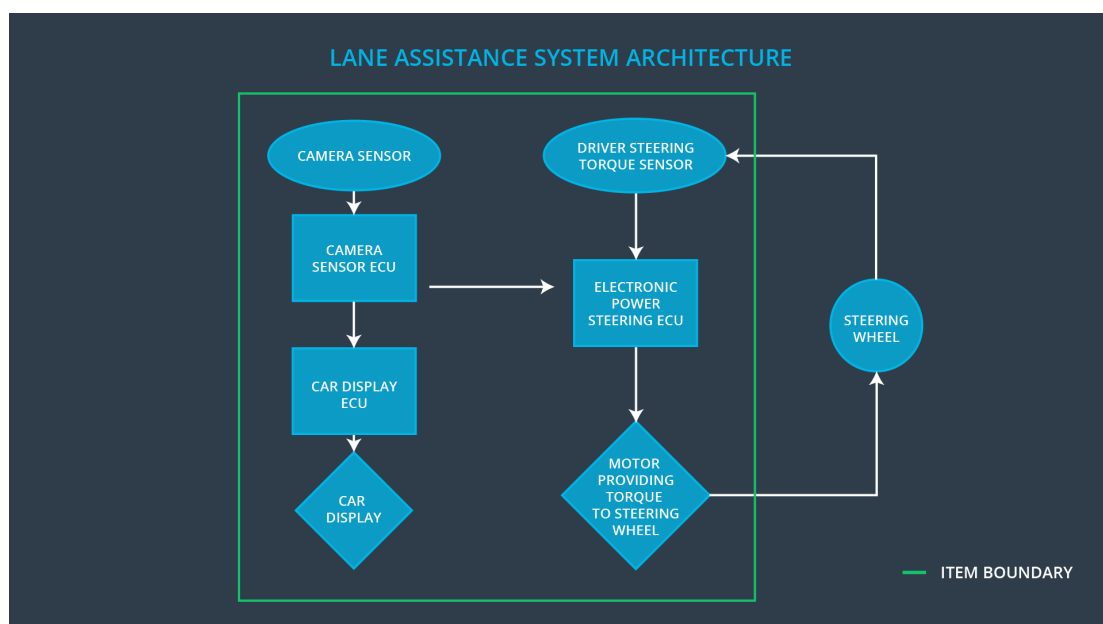 LANE ASSISTANCE SYSTEM ARCHITECTURE
CAMERA SENSOR
CAMERA
SENSOR ECU
CAR DISPLAY
ECU
CAR
DISPLAY
DRIVER STEERING
TORQUE SENSOR
ELECTRONIC
POWER
STEERING ECU
MOTOR
PROVIDING
TORQUE
TO STEERING
WHEEL
STEERING
WHEEL
ITEM BOUNDARY